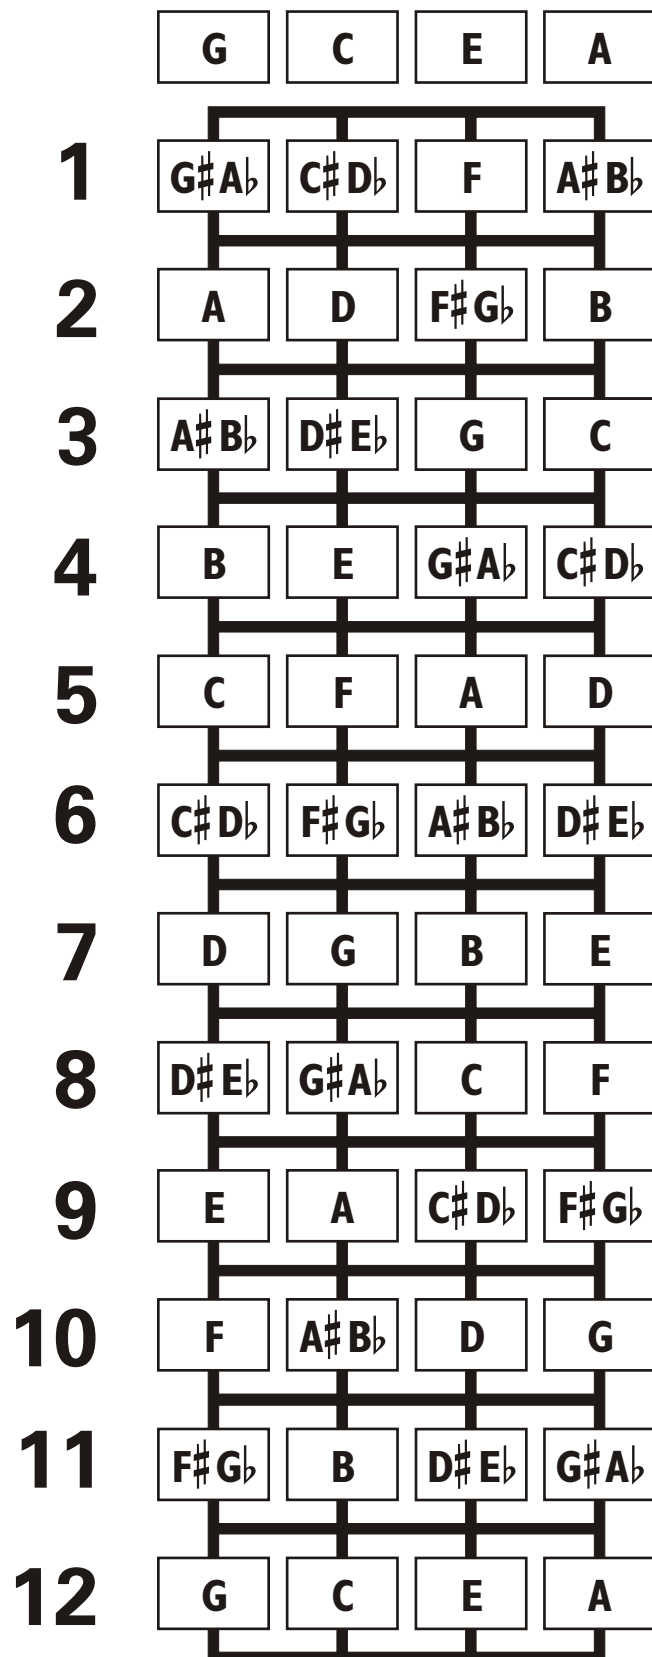 G C E A
1 G♯A♭ C♯D♭ F A♯B♭
2 A D F♯G♭ B
3 A♯B♭ D♯E♭ G C
4 B E G♯A♭ C♯D♭
5 C F A D
6 C♯D♭ F♯G♭ A♯B♭ D♯E♭
7 D G B E
8 D♯E♭ G♯A♭ C F
9 E A C♯D♭ F♯G♭
10 F A♯B♭ D G
11 F♯G♭ B D♯E♭ G♯A♭
12 G C E A